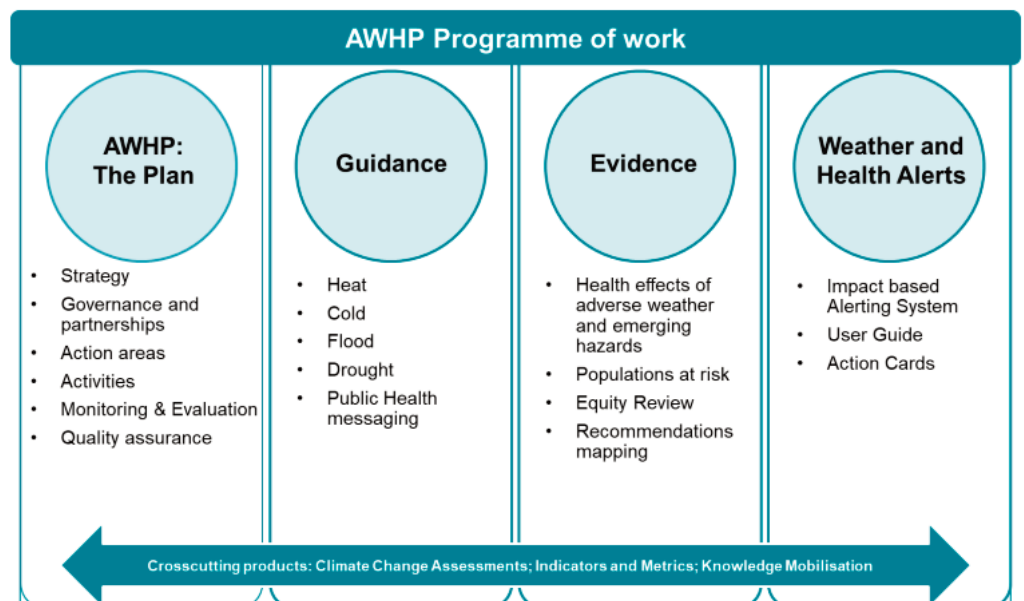 AWHP Programme of work
AWHP:
The Plan
• Strategy
• Governance and
partnerships
• Action areas
• Activities
• Monitoring & Evaluation
• Quality assurance
Guidance
• Heat
• Cold
• Flood
• Drought
• Public Health
messaging
Evidence
• Health effects of
adverse weather
and emerging
hazards
• Populations at risk
• Equity Review
• Recommendations
mapping
Weather and
Health Alerts
• Impact based
Alerting System
• User Guide
• Action Cards
Crosscutting products: Climate Change Assessments; Indicators and Metrics; Knowledge Mobilisation